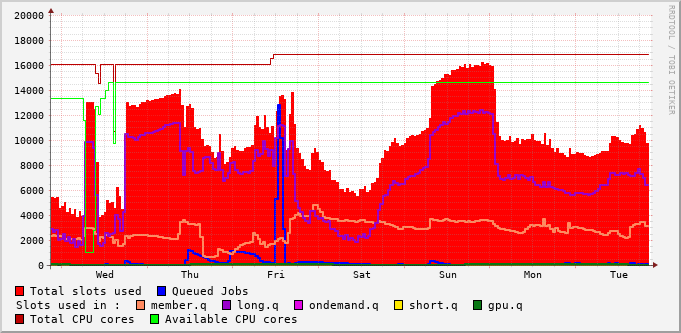 20000
18000
16000
14000
12000
10000
8000
6000
4000
2000
0
Wed Thu Fri Sat Sun Mon Tue
Total slots used Queued Jobs
Slots used in : member.q long.q ondemand.q short.q gpu.q
Total CPU cores Available CPU cores
RRDTOOL / TOBI OETIKER